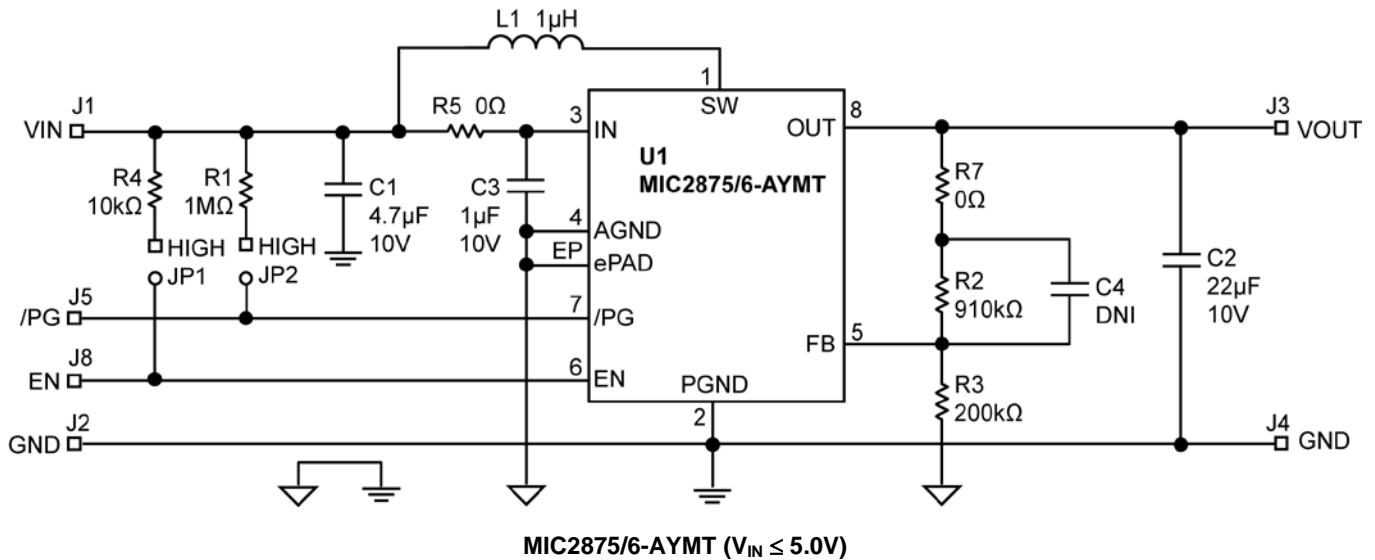 L1 1µH
J1
VIN
R5 0Ω
3
IN
1
SW
OUT
8
J3
VOUT
R4
10kΩ
R1
1MΩ
C1
4.7µF
10V
C3
1µF
10V
U1
MIC2875/6-AYMT
R7
0Ω
HIGH
JP1
HIGH
JP2
4
AGND
EP
ePAD
C2
22µF
10V
R2
910kΩ
C4
DNI
J5
/PG
7
/PG
FB
5
J8
EN
6
EN
PGND
2
R3
200kΩ
J2
GND
J4
GND
MIC2875/6-AYMT (VIN ≤ 5.0V)